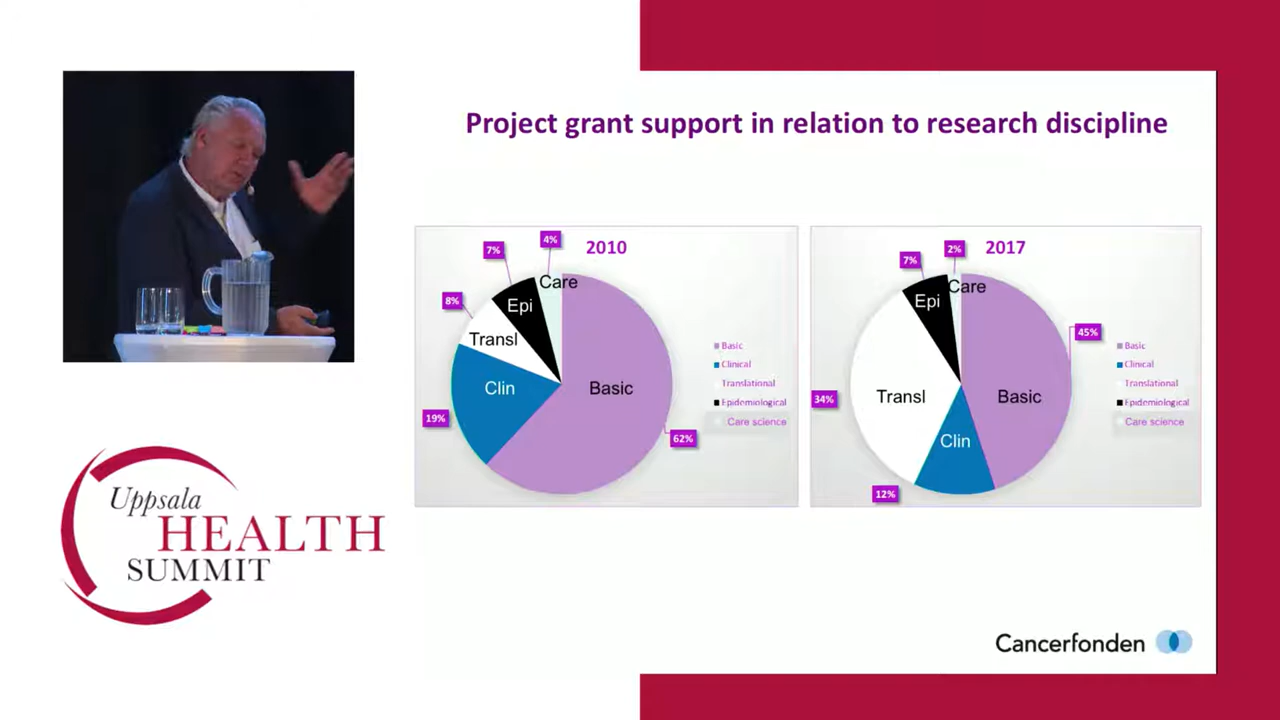 Project grant support in relation to research discipline
2010
4%
7%
Care
8%
Epi
Transl
Clin
Basic
19%
62%
Basic
Clinical
Translational
Epidemiological
Care science
2017
2%
7%
Care
Epi
45%
34%
Transl
Basic
Clin
12%
Basic
Clinical
Translational
Epidemiological
Care science
Uppsala
HEALTH
SUMMIT
Cancerfonden